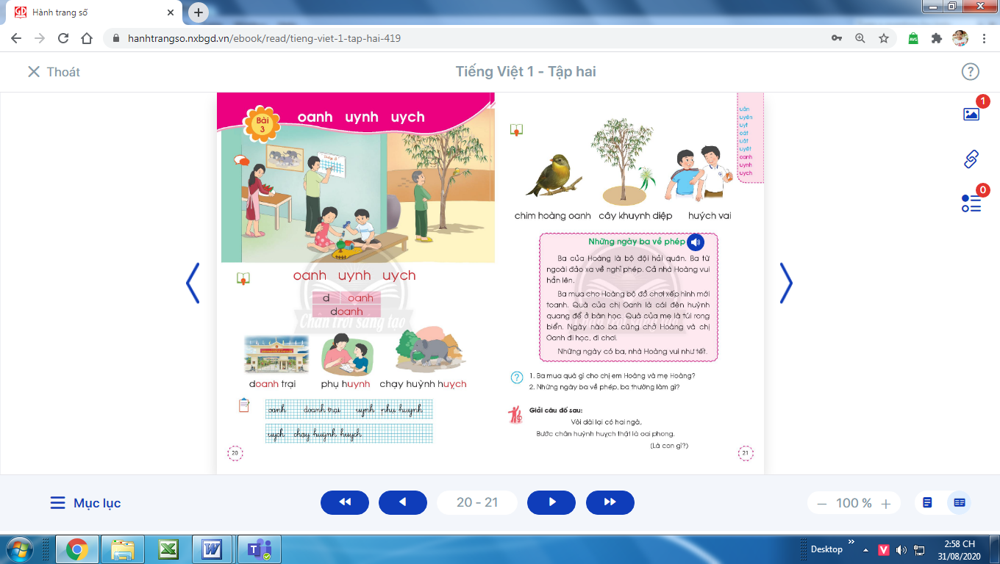 Hành trang số
hanhtrangso.nxbgd.vn/ebook/read/tieng-viet-1-tap-hai-419
Thoát
Tiếng Việt 1 - Tập hai
1
0
Bài
3
oanh uynh uych
oanh uynh uych
d oanh
doanh
Chân trời sáng tạo
doanh trại phụ huynh chạy huỳnh huỵch
oanh doanh trại uynh phụ huynh
uych chạy huỳnh huỵch
20
uân
uyên
uyt
oat
uât
uyêt
oanh
uynh
uych
chim hoàng oanh cây khuynh diệp huých vai
Những ngày ba về phép
Ba của Hoàng là bộ đội hải quân. Ba từ
ngoài đảo xa về nghỉ phép. Cả nhà Hoàng vui
hẳn lên.
Ba mua cho Hoàng bộ đồ chơi xếp hình mới
toanh. Quà của chị Oanh là cái đèn huỳnh
quang để ở bàn học. Quà của mẹ là túi rong
biển. Ngày nào ba cũng chở Hoàng và chị
Oanh đi học, đi chơi.
Những ngày có ba, nhà Hoàng vui như tết.
1. Ba mua quà gì cho chị em Hoàng và mẹ Hoàng?
2. Những ngày ba về phép, ba thường làm gì?
Giải câu đố sau:
Vòi dài lại có hai ngà,
Bước chân huỳnh huỵch thật là oai phong.
(Là con gì?)
21
Mục lục
20 - 21
100 %
Desktop
2:58 CH
31/08/2020